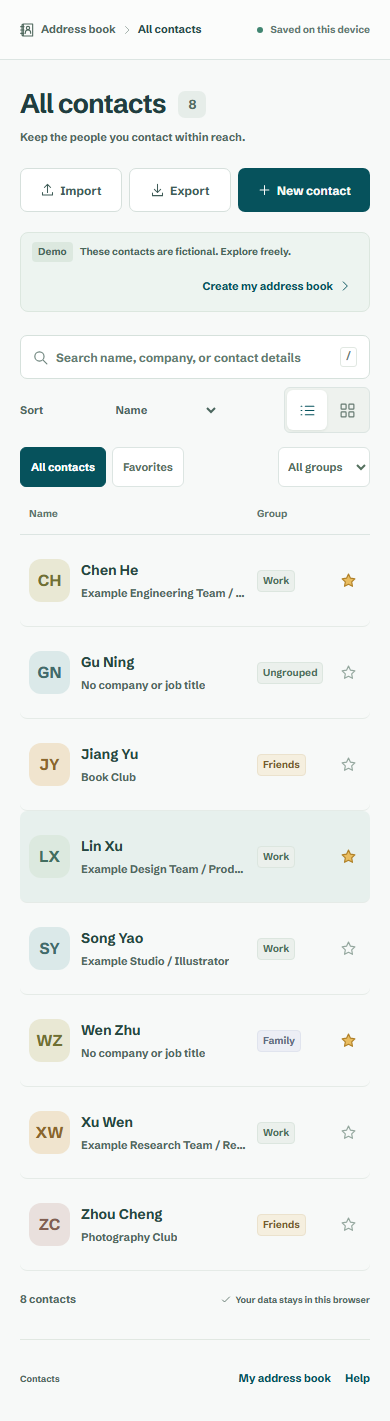 Address book > All contacts
Saved on this device
All contacts 8
Keep the people you contact within reach.
Import
Export
New contact
Demo These contacts are fictional. Explore freely.
Create my address book
Search name, company, or contact details /
Sort Name
All contacts
Favorites
All groups
Name Group
CH Chen He Work
Example Engineering Team / ...
GN Gu Ning Ungrouped
No company or job title
JY Jiang Yu Friends
Book Club
LX Lin Xu Work
Example Design Team / Prod...
SY Song Yao Work
Example Studio / Illustrator
WZ Wen Zhu Family
No company or job title
XW Xu Wen Work
Example Research Team / Re...
ZC Zhou Cheng Friends
Photography Club
8 contacts
Your data stays in this browser
Contacts
My address book
Help